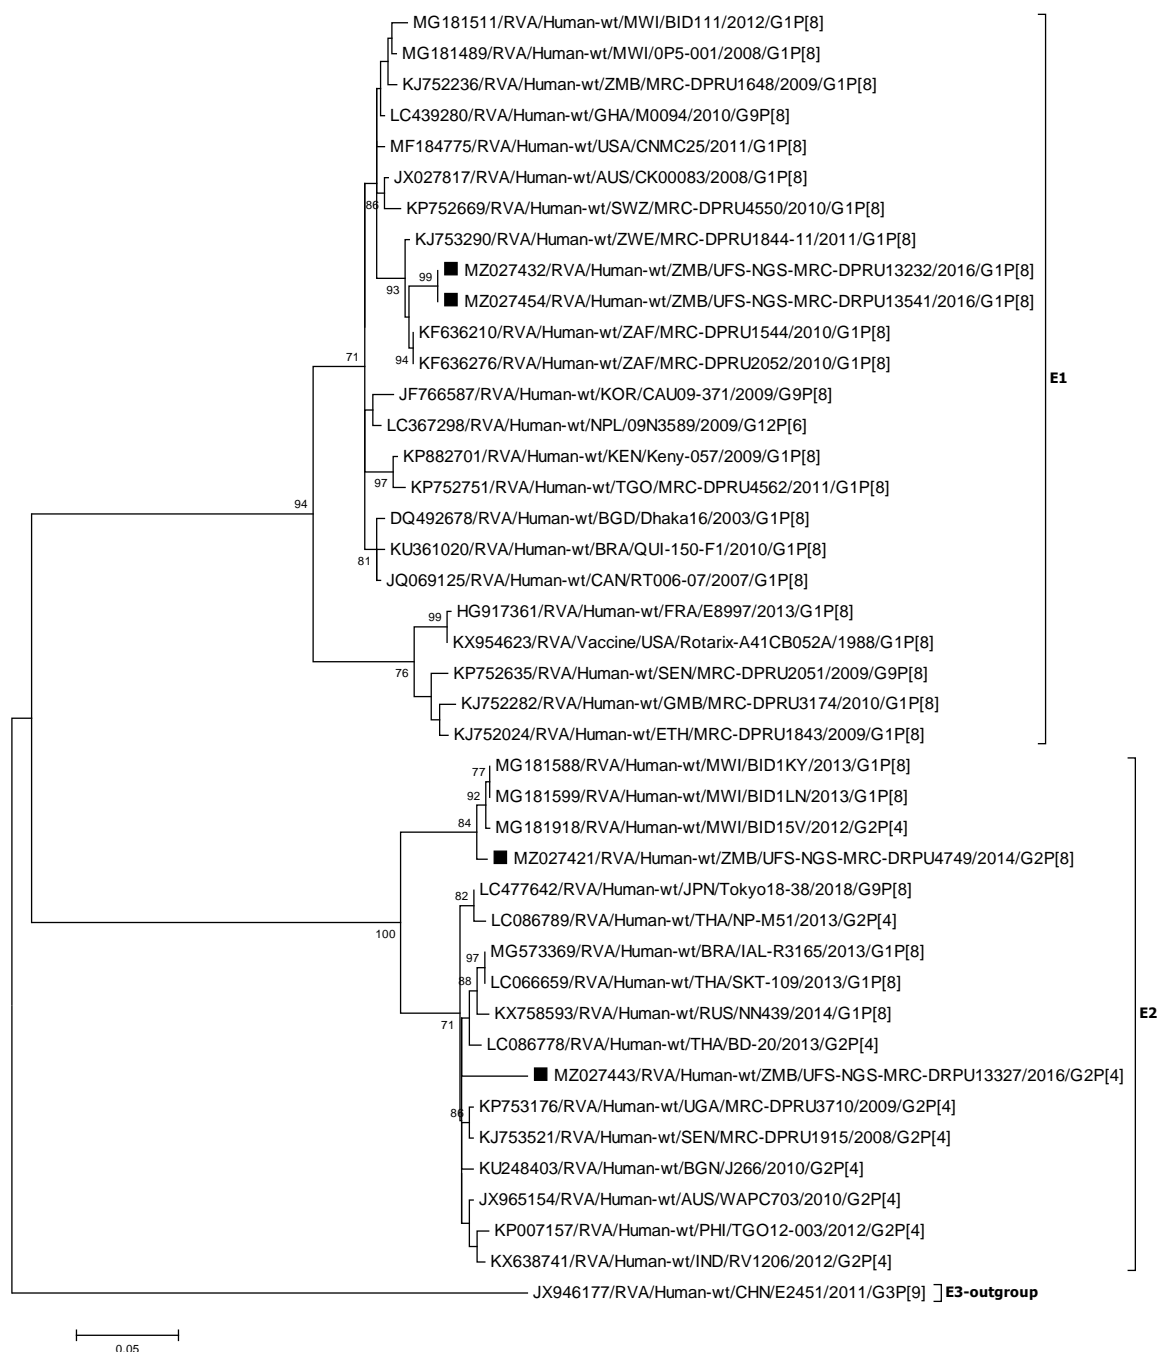 MG181511/RVA/Human-wt/MWI/BID111/2012/G1P[8]
MG181489/RVA/Human-wt/MWI/0P5-001/2008/G1P[8]
KJ752236/RVA/Human-wt/ZMB/MRC-DPRU1648/2009/G1P[8]
LC439280/RVA/Human-wt/GHA/M0094/2010/G9P[8]
MF184775/RVA/Human-wt/USA/CNMC25/2011/G1P[8]
JX027817/RVA/Human-wt/AUS/CK00083/2008/G1P[8]
86
KP752669/RVA/Human-wt/SWZ/MRC-DPRU4550/2010/G1P[8]
KJ753290/RVA/Human-wt/ZWE/MRC-DPRU1844-11/2011/G1P[8]
99
MZ027432/RVA/Human-wt/ZMB/UFS-NGS-MRC-DPRU13232/2016/G1P[8]
93
MZ027454/RVA/Human-wt/ZMB/UFS-NGS-MRC-DRPU13541/2016/G1P[8]
KF636210/RVA/Human-wt/ZAF/MRC-DPRU1544/2010/G1P[8]
71
94
KF636276/RVA/Human-wt/ZAF/MRC-DPRU2052/2010/G1P[8]
E1
JF766587/RVA/Human-wt/KOR/CAU09-371/2009/G9P[8]
LC367298/RVA/Human-wt/NPL/09N3589/2009/G12P[6]
KP882701/RVA/Human-wt/KEN/Keny-057/2009/G1P[8]
97
KP752751/RVA/Human-wt/TGO/MRC-DPRU4562/2011/G1P[8]
94
DQ492678/RVA/Human-wt/BGD/Dhaka16/2003/G1P[8]
KU361020/RVA/Human-wt/BRA/QUI-150-F1/2010/G1P[8]
81
JQ069125/RVA/Human-wt/CAN/RT006-07/2007/G1P[8]
HG917361/RVA/Human-wt/FRA/E8997/2013/G1P[8]
99
KX954623/RVA/Vaccine/USA/Rotarix-A41CB052A/1988/G1P[8]
76
KP752635/RVA/Human-wt/SEN/MRC-DPRU2051/2009/G9P[8]
KJ752282/RVA/Human-wt/GMB/MRC-DPRU3174/2010/G1P[8]
KJ752024/RVA/Human-wt/ETH/MRC-DPRU1843/2009/G1P[8]
MG181588/RVA/Human-wt/MWI/BID1KY/2013/G1P[8]
77
MG181599/RVA/Human-wt/MWI/BID1LN/2013/G1P[8]
92
84
MG181918/RVA/Human-wt/MWI/BID15V/2012/G2P[4]
MZ027421/RVA/Human-wt/ZMB/UFS-NGS-MRC-DRPU4749/2014/G2P[8]
LC477642/RVA/Human-wt/JPN/Tokyo18-38/2018/G9P[8]
82
LC086789/RVA/Human-wt/THA/NP-M51/2013/G2P[4]
100
MG573369/RVA/Human-wt/BRA/IAL-R3165/2013/G1P[8]
97
LC066659/RVA/Human-wt/THA/SKT-109/2013/G1P[8]
88
KX758593/RVA/Human-wt/RUS/NN439/2014/G1P[8]
E2
71
LC086778/RVA/Human-wt/THA/BD-20/2013/G2P[4]
MZ027443/RVA/Human-wt/ZMB/UFS-NGS-MRC-DRPU13327/2016/G2P[4]
KP753176/RVA/Human-wt/UGA/MRC-DPRU3710/2009/G2P[4]
86
KJ753521/RVA/Human-wt/SEN/MRC-DPRU1915/2008/G2P[4]
KU248403/RVA/Human-wt/BGN/J266/2010/G2P[4]
JX965154/RVA/Human-wt/AUS/WAPC703/2010/G2P[4]
KP007157/RVA/Human-wt/PHI/TGO12-003/2012/G2P[4]
KX638741/RVA/Human-wt/IND/RV1206/2012/G2P[4]
JX946177/RVA/Human-wt/CHN/E2451/2011/G3P[9] E3-outgroup
0.05